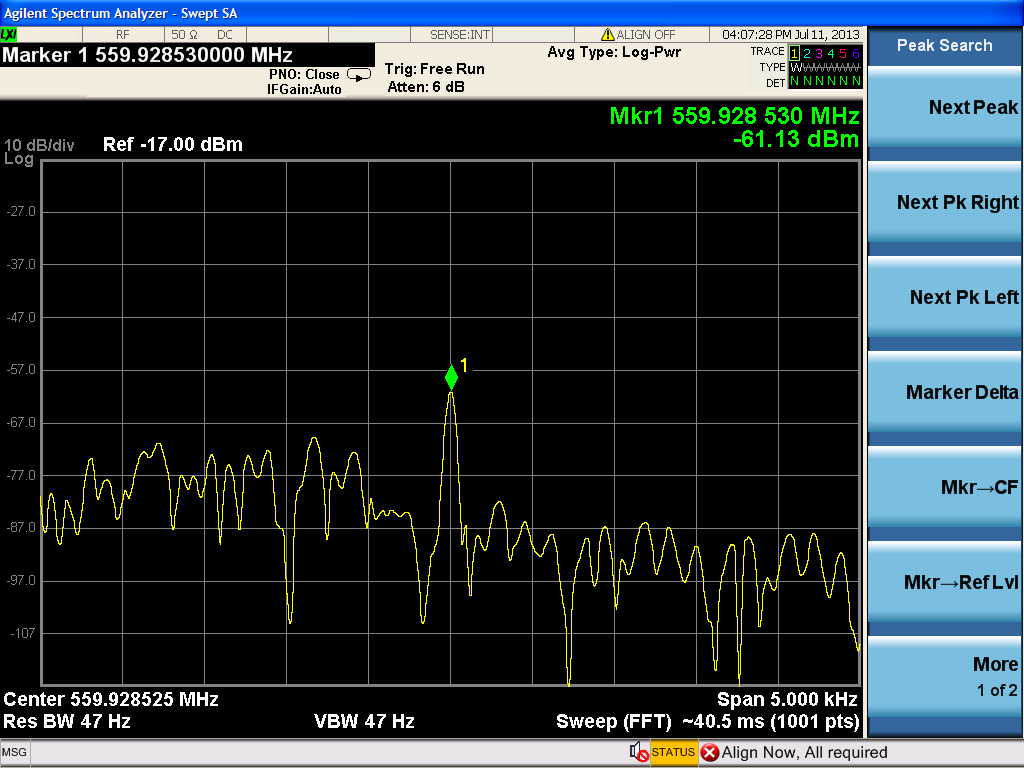 Agilent Spectrum Analyzer - Swept SA
LXI RF 50 Ω DC SENSE:INT ALIGN OFF 04:07:28 PM Jul 11, 2013
Marker 1 559.928530000 MHz
PNO: Close
IFGain:Auto
Trig: Free Run
Atten: 6 dB
Avg Type: Log-Pwr
TRACE 1 2 3 4 5 6
TYPE W
DET N N N N N N
Mkr1 559.928 530 MHz
-61.13 dBm
10 dB/div
Log
Ref -17.00 dBm
-27.0
-37.0
-47.0
-57.0
-67.0
-77.0
-87.0
-97.0
-107
1
Center 559.928525 MHz Span 5.000 kHz
Res BW 47 Hz VBW 47 Hz Sweep (FFT) ~40.5 ms (1001 pts)
MSG STATUS Align Now, All required
Peak Search
Next Peak
Next Pk Right
Next Pk Left
Marker Delta
Mkr→CF
Mkr→Ref Lvl
More
1 of 2